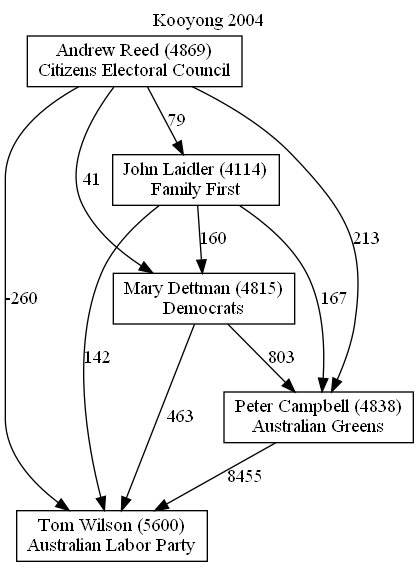 Kooyong 2004
Andrew Reed (4869)
Citizens Electoral Council
79
John Laidler (4114)
Family First
41
160
213
Mary Dettman (4815)
Democrats
-260
167
142
803
Peter Campbell (4838)
Australian Greens
463
8455
Tom Wilson (5600)
Australian Labor Party